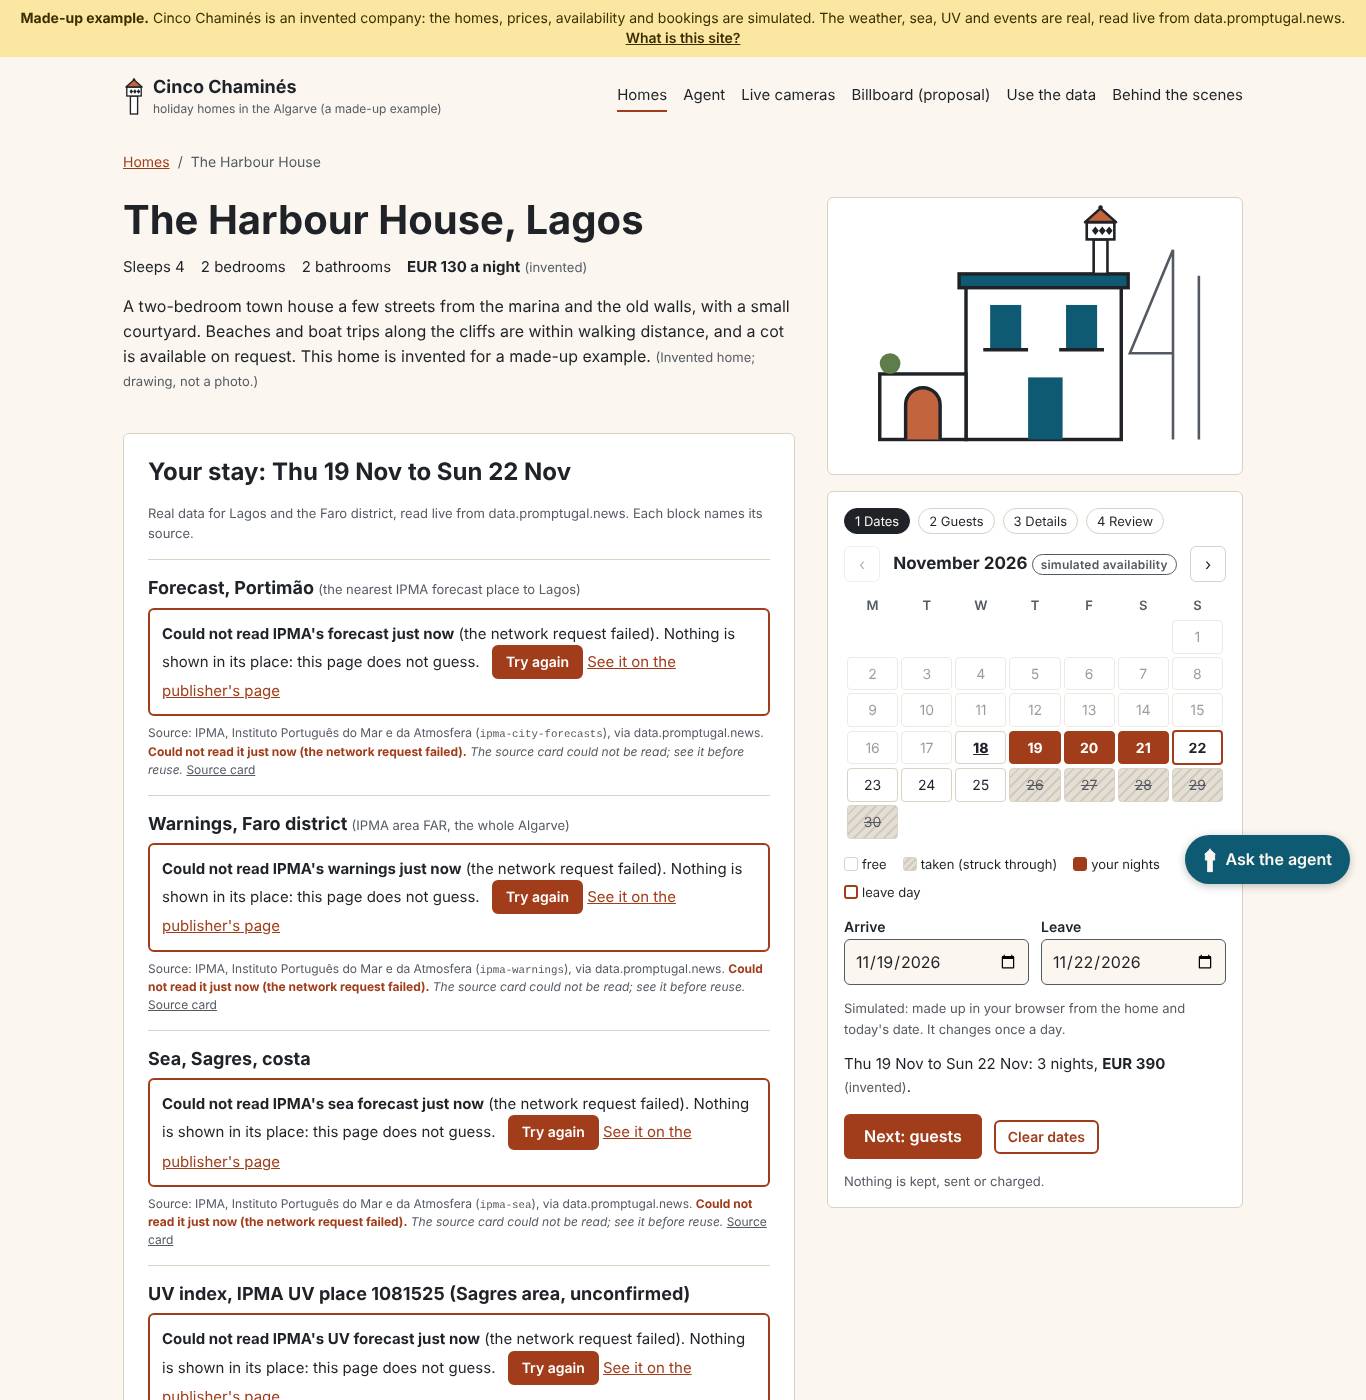 Made-up example. Cinco Chaminés is an invented company: the homes, prices, availability and bookings are simulated. The weather, sea, UV and events are real, read live from data.promptugal.news.
What is this site?
Cinco Chaminés
holiday homes in the Algarve (a made-up example)
Homes Agent Live cameras Billboard (proposal) Use the data Behind the scenes
Homes / The Harbour House
The Harbour House, Lagos
Sleeps 4 2 bedrooms 2 bathrooms EUR 130 a night (invented)
A two-bedroom town house a few streets from the marina and the old walls, with a small
courtyard. Beaches and boat trips along the cliffs are within walking distance, and a cot
is available on request. This home is invented for a made-up example. (Invented home;
drawing, not a photo.)
Your stay: Thu 19 Nov to Sun 22 Nov
Real data for Lagos and the Faro district, read live from data.promptugal.news. Each block names its
source.
Forecast, Portimão (the nearest IPMA forecast place to Lagos)
Could not read IPMA's forecast just now (the network request failed). Nothing is
shown in its place: this page does not guess. Try again See it on the
publisher's page
Source: IPMA, Instituto Português do Mar e da Atmosfera (ipma-city-forecasts), via data.promptugal.news.
Could not read it just now (the network request failed). The source card could not be read; see it before
reuse. Source card
Warnings, Faro district (IPMA area FAR, the whole Algarve)
Could not read IPMA's warnings just now (the network request failed). Nothing is
shown in its place: this page does not guess. Try again See it on the
publisher's page
Source: IPMA, Instituto Português do Mar e da Atmosfera (ipma-warnings), via data.promptugal.news. Could
not read it just now (the network request failed). The source card could not be read; see it before reuse.
Source card
Sea, Sagres, costa
Could not read IPMA's sea forecast just now (the network request failed). Nothing
is shown in its place: this page does not guess. Try again See it on the
publisher's page
Source: IPMA, Instituto Português do Mar e da Atmosfera (ipma-sea), via data.promptugal.news. Could not
read it just now (the network request failed). The source card could not be read; see it before reuse. Source
card
UV index, IPMA UV place 1081525 (Sagres area, unconfirmed)
Could not read IPMA's UV forecast just now (the network request failed). Nothing
is shown in its place: this page does not guess. Try again See it on the
publisher's page
1 Dates 2 Guests 3 Details 4 Review
‹ November 2026 simulated availability ›
M T W T F S S
1
2 3 4 5 6 7 8
9 10 11 12 13 14 15
16 17 18 19 20 21 22
23 24 25 26 27 28 29
30
free taken (struck through) your nights
leave day
Ask the agent
Arrive Leave
11/19/2026 11/22/2026
Simulated: made up in your browser from the home and
today's date. It changes once a day.
Thu 19 Nov to Sun 22 Nov: 3 nights, EUR 390
(invented).
Next: guests Clear dates
Nothing is kept, sent or charged.